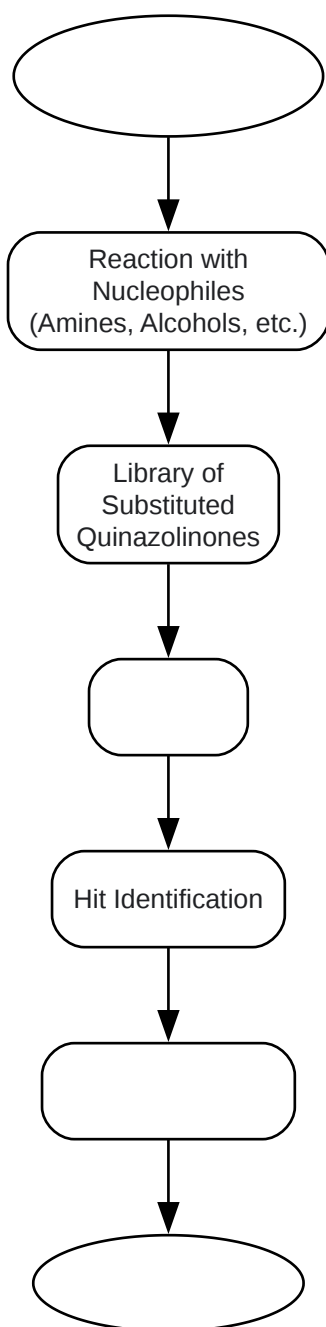 Reaction with
Nucleophiles
(Amines, Alcohols, etc.)
Library of
Substituted
Quinazolinones
Hit Identification